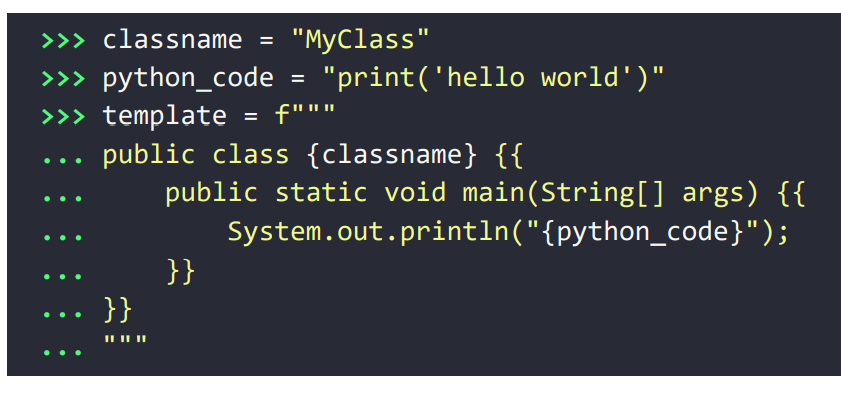 >>> classname = "MyClass"
>>> python_code = "print('hello world')"
>>> template = f"""
... public class {classname} {{
...     public static void main(String[] args) {{
...         System.out.println("{python_code}");
...     }}
... }}
... """